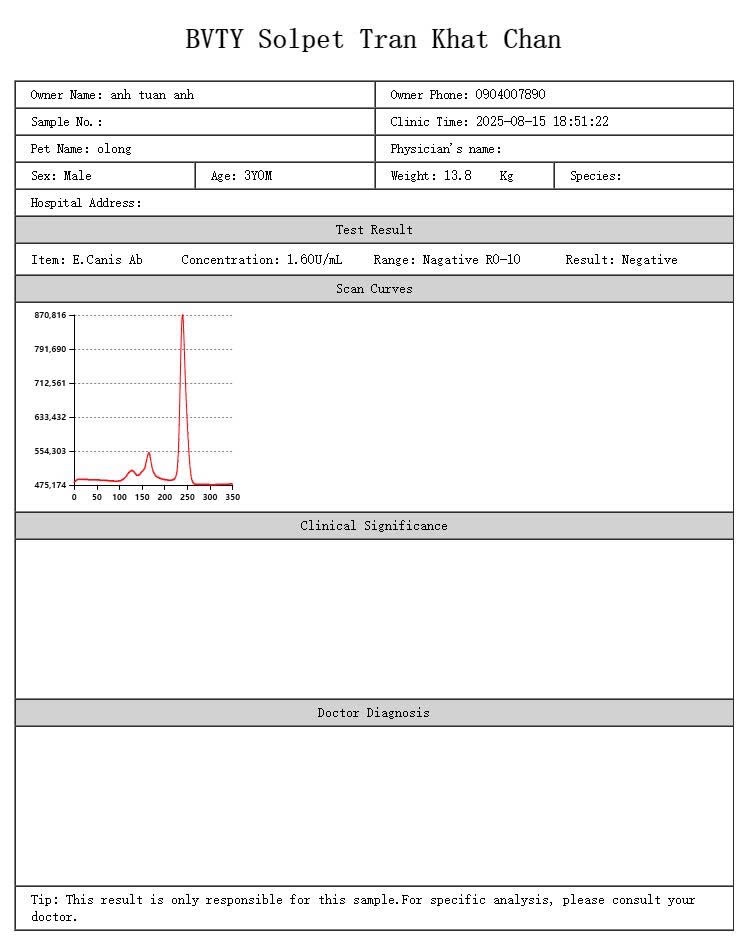 BVTY Solpet Tran Khat Chan
Owner Name: anh tuan anh
Owner Phone: 0904007890
Sample No.:
Clinic Time: 2025-08-15 18:51:22
Pet Name: olong
Physician's name:
Sex: Male
Age: 3Y0M
Weight: 13.8 Kg
Species:
Hospital Address:
Test Result
Item: E.Canis Ab Concentration: 1.60U/mL Range: Nagative R0-10 Result: Negative
Scan Curves
870,816
791,690
712,561
633,432
554,303
475,174
0 50 100 150 200 250 300 350
Clinical Significance
Doctor Diagnosis
Tip: This result is only responsible for this sample.For specific analysis, please consult your
doctor.